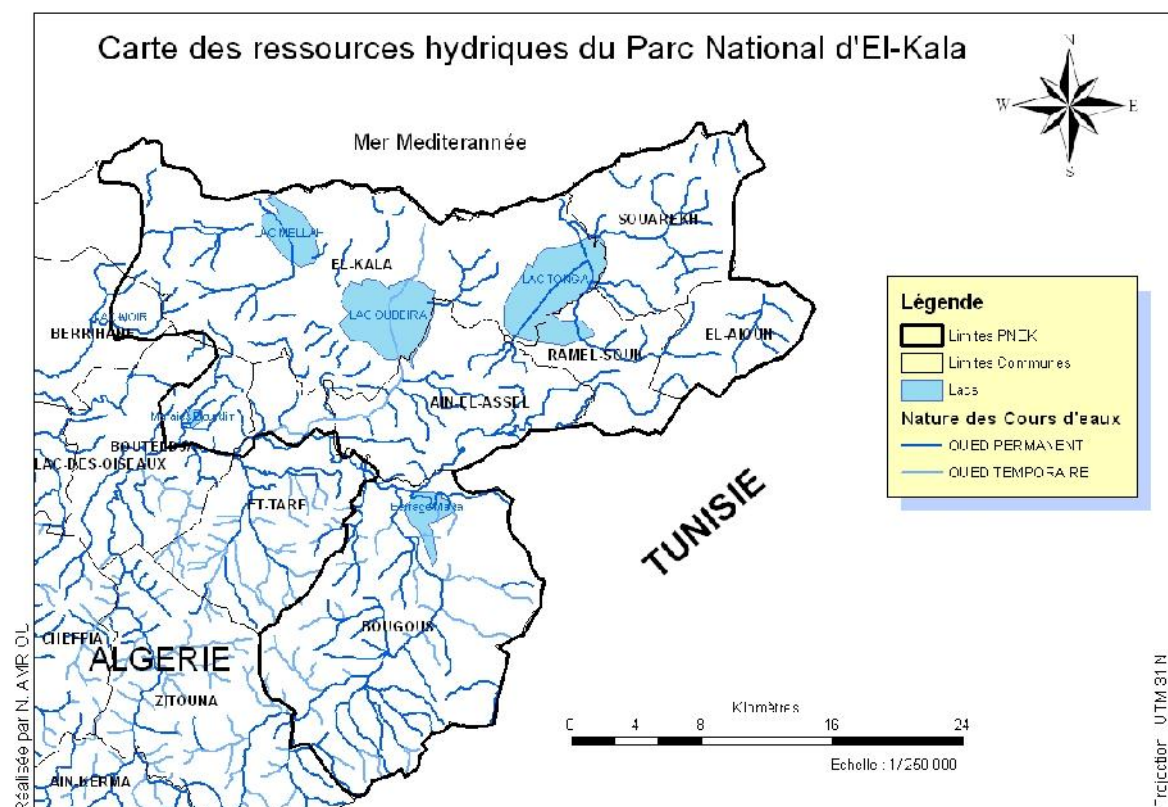 Carte des ressources hydriques du Parc National d'El-Kala
N
W
E
S
Mer Mediterannée
SOUAREKH
LAC MELLAH
EL-KALA
LAC TONGA
LAC OUBEIRA
LAC NOIR
BERRIHANE
EL-AIOUN
RAMEL-SOUK
AIN-EL-ASSEL
BOUTELDJA
LAC-DES-OISEAUX
ET-TARF
TUNISIE
BOUGOUS
CHEFFIA
ALGERIE
ZITOUNA
AIN-KERMA
Légende
Limites PNEK
Limites Communes
Lacs
Nature des Cours d'eaux
OUED PERMANENT
OUED TEMPORAIRE
Kilomètres
0 4 8 16 24
Echelle : 1/250 000
Réalisée par N. AMIR
Projection UTM 31 N